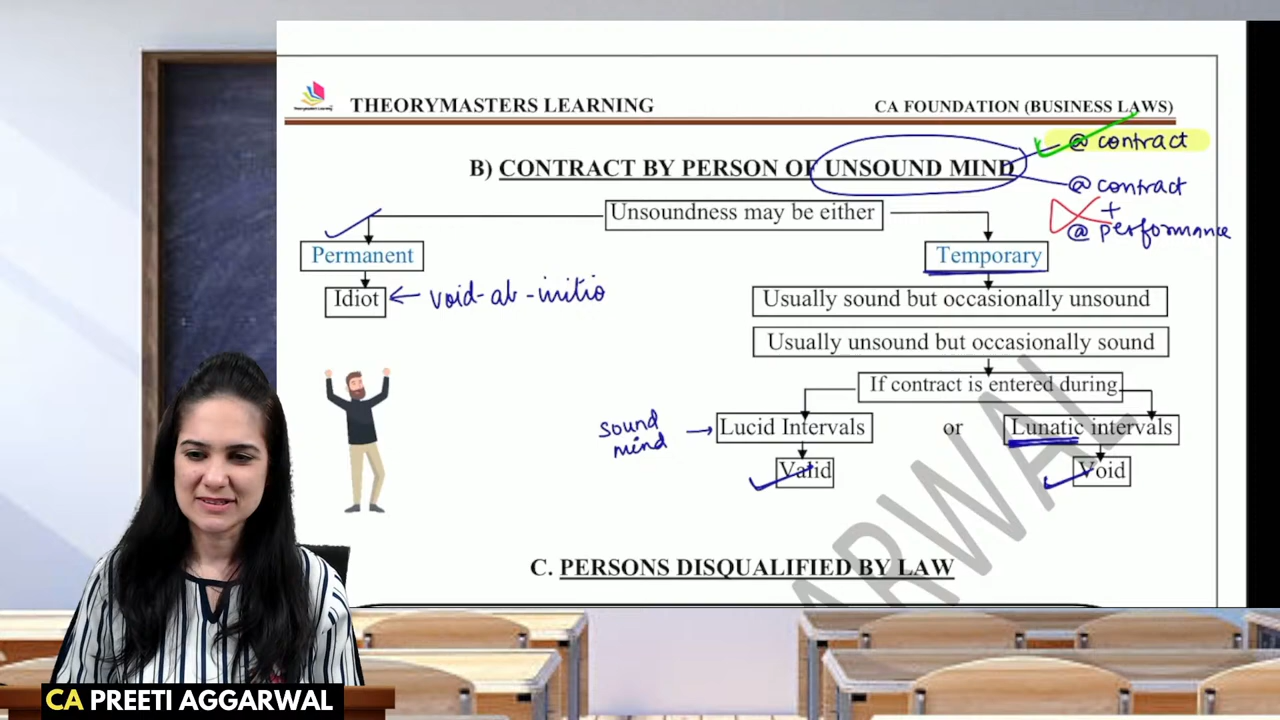 THEORYMASTERS LEARNING
CA FOUNDATION (BUSINESS LAWS)
B) CONTRACT BY PERSON OF UNSOUND MIND
@ contract
@ contract
+
@ performance
Unsoundness may be either
Permanent
Temporary
Idiot
← void-ab-initio
Usually sound but occasionally unsound
Usually unsound but occasionally sound
If contract is entered during
sound
mind
Lucid Intervals
or
Lunatic intervals
Valid
Void
ARWAL
C. PERSONS DISQUALIFIED BY LAW
CA PREETI AGGARWAL